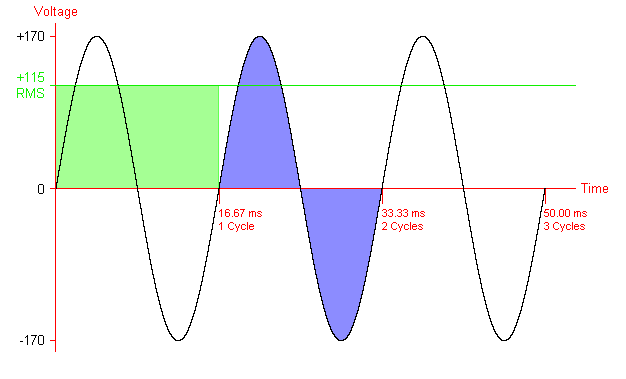 Voltage
+170
+115
RMS
0
Time
16.67 ms
1 Cycle
33.33 ms
2 Cycles
50.00 ms
3 Cycles
-170